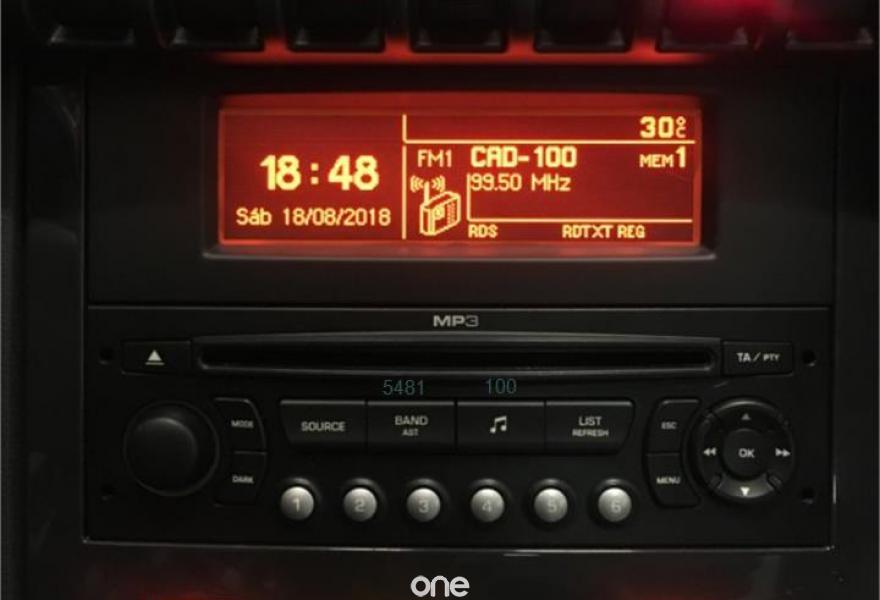 30°C
18:48
FM1 CAD-100 MEM1
99.50 MHz
Sáb 18/08/2018
RDS RDTXT REG
MP3
TA/PTY
5481 100
MODE
SOURCE
BAND
AST
LIST
REFRESH
ESC
OK
DARK
MENU
1 2 3 4 5 6
one